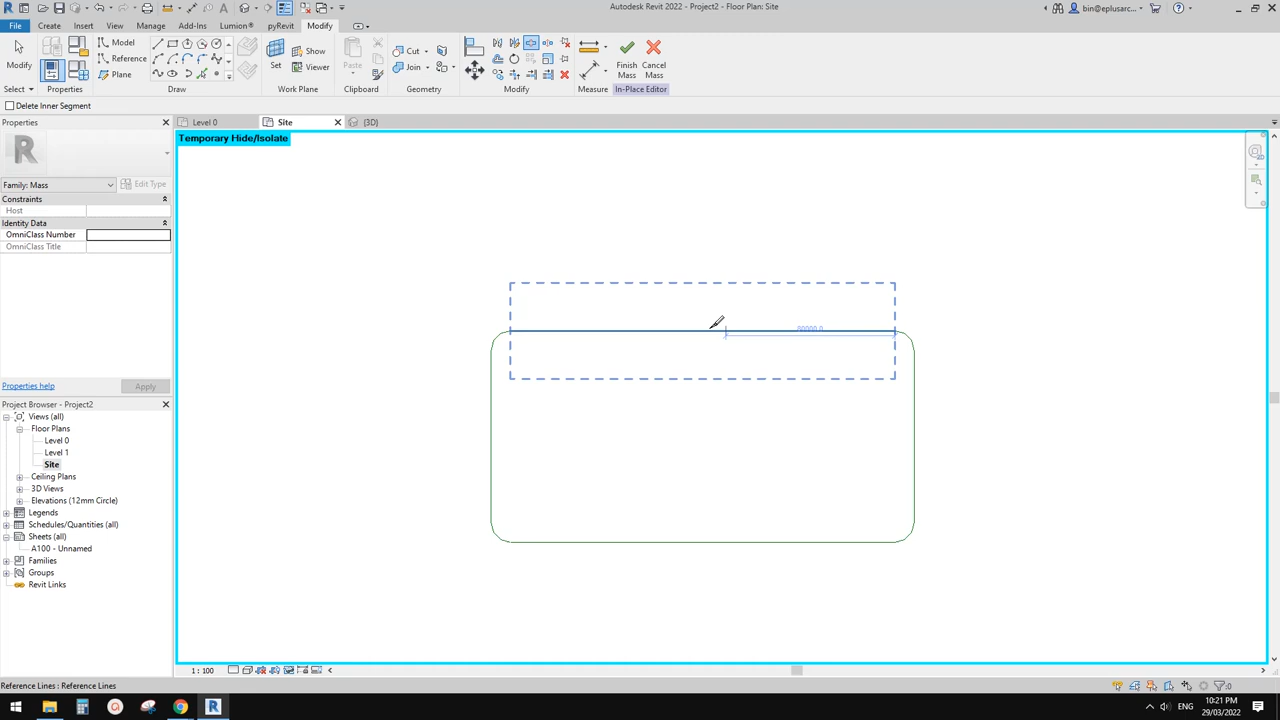 Autodesk Revit 2022 - Project2 - Floor Plan: Site
bin@eplusarc...
File Create Insert View Manage Add-Ins Lumion® pyRevit Modify
Modify
Model
Reference
Plane
Set
Show
Viewer
Paste
Cut
Join
Finish
Mass
Cancel
Mass
Select Properties Draw Work Plane Clipboard Geometry Modify Measure In-Place Editor
Delete Inner Segment
Properties
Level 0
Site
{3D}
Temporary Hide/Isolate
Family: Mass
Edit Type
Constraints
Host
Identity Data
OmniClass Number
OmniClass Title
Properties help
Apply
Project Browser - Project2
Views (all)
Floor Plans
Level 0
Level 1
Site
Ceiling Plans
3D Views
Elevations (12mm Circle)
Legends
Schedules/Quantities (all)
Sheets (all)
A100 - Unnamed
Families
Groups
Revit Links
1 : 100
Reference Lines : Reference Lines
:0
ENG
10:21 PM
29/03/2022